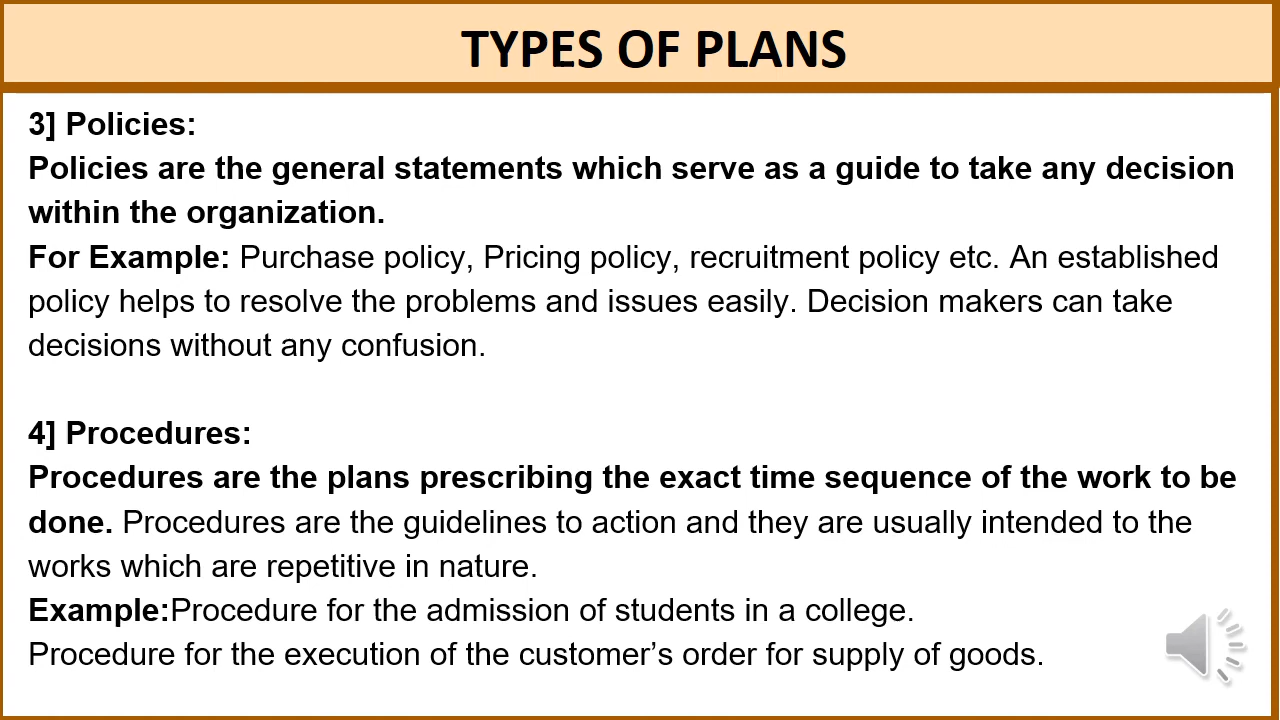 TYPES OF PLANS
3] Policies:
Policies are the general statements which serve as a guide to take any decision
within the organization.
For Example: Purchase policy, Pricing policy, recruitment policy etc. An established
policy helps to resolve the problems and issues easily. Decision makers can take
decisions without any confusion.
4] Procedures:
Procedures are the plans prescribing the exact time sequence of the work to be
done. Procedures are the guidelines to action and they are usually intended to the
works which are repetitive in nature.
Example:Procedure for the admission of students in a college.
Procedure for the execution of the customer’s order for supply of goods.